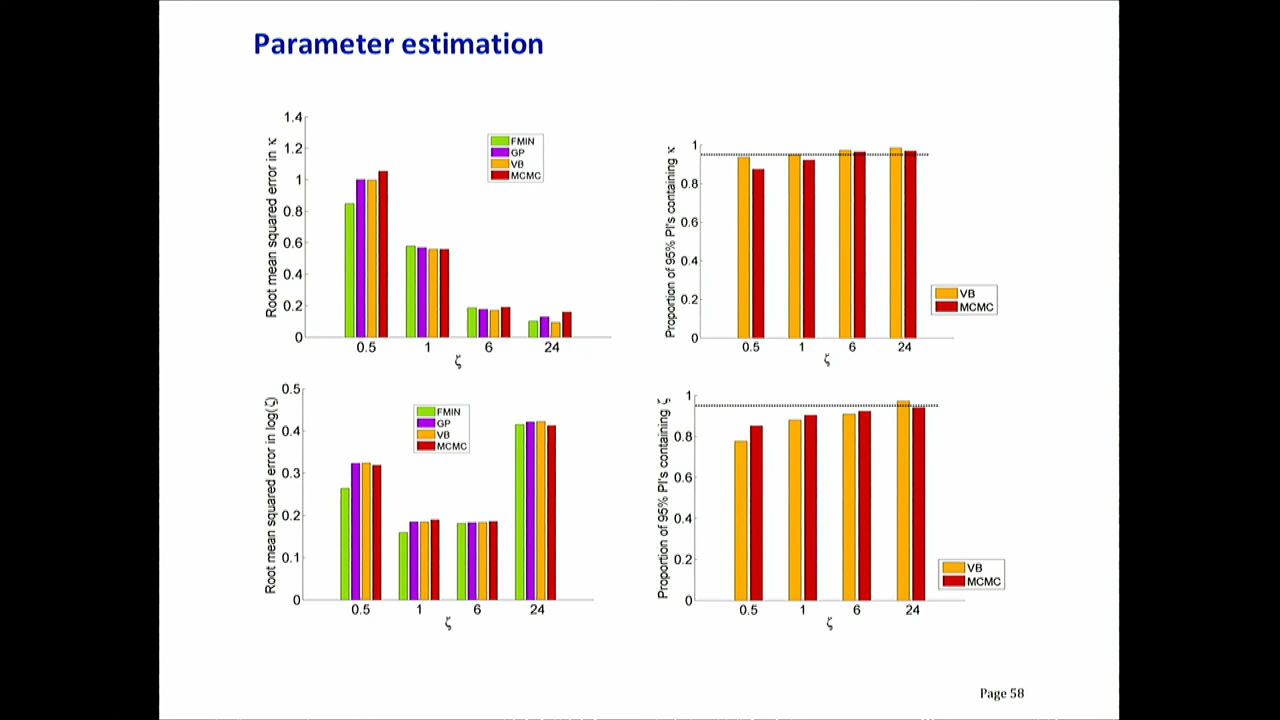 Parameter estimation
Root mean squared error in κ
1.4
1.2
1
0.8
0.6
0.4
0.2
0
FMIN
GP
VB
MCMC
0.5 1 6 24
ζ
Proportion of 95% PI's containing κ
1
0.8
0.6
0.4
0.2
0
VB
MCMC
0.5 1 6 24
ζ
Root mean squared error in log(ζ)
0.5
0.4
0.3
0.2
0.1
0
FMIN
GP
VB
MCMC
0.5 1 6 24
ζ
Proportion of 95% PI's containing ζ
1
0.8
0.6
0.4
0.2
0
VB
MCMC
0.5 1 6 24
ζ
Page 58